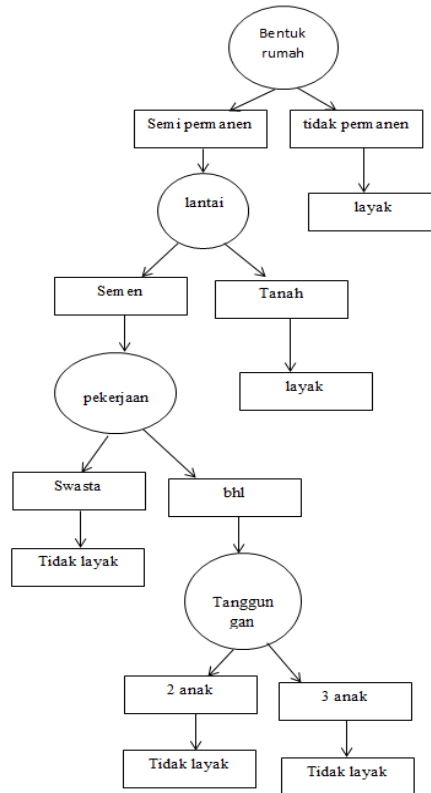 Bentuk
rumah
Semi permanen
tidak permanen
lantai
layak
Semen
Tanah
pekerjaan
layak
Swasta
bhl
Tidak layak
Tanggun
gan
2 anak
3 anak
Tidak layak
Tidak layak